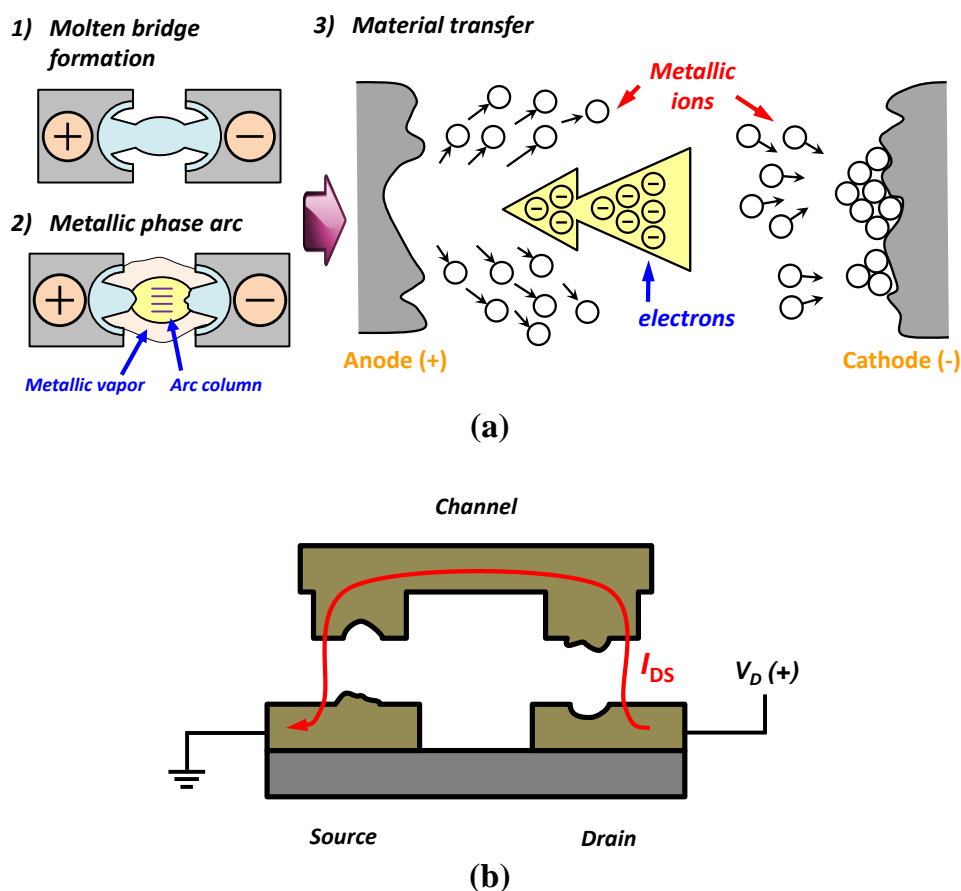 1) Molten bridge
formation
+
−
2) Metallic phase arc
+
−
Metallic vapor
Arc column
3) Material transfer
Metallic
ions
− − − − − − − − − −
electrons
Anode (+)
Cathode (-)
(a)
Channel
IDS
VD (+)
Source
Drain
(b)